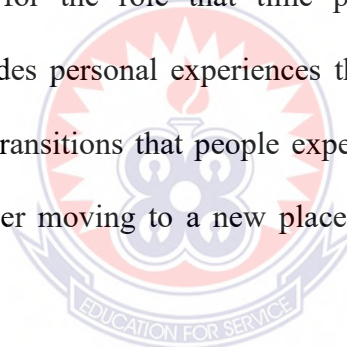 for the role that time p
des personal experiences th
ransitions that people expe
er moving to a new place
EDUCATION FOR SERVICE